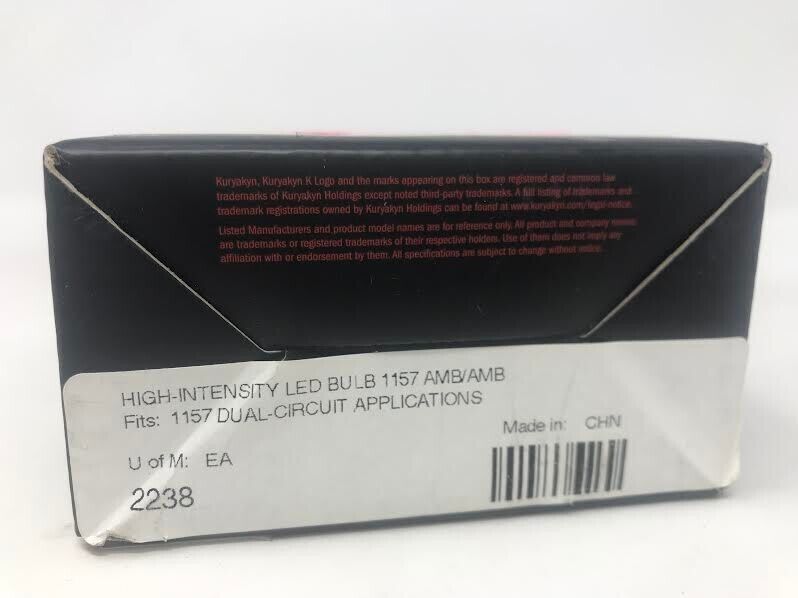 Kuryakyn, Kuryakyn K Logo and the marks appearing on this box are registered and common law
trademarks of Kuryakyn Holdings except noted third-party trademarks. A full listing of trademarks and
trademark registrations owned by Kuryakyn Holdings can be found at www.kuryakyn.com/legal-notice.
Listed Manufacturers and product model names are for reference only. All product and company names
are trademarks or registered trademarks of their respective holders. Use of them does not imply any
affiliation with or endorsement by them. All specifications are subject to change without notice.
HIGH-INTENSITY LED BULB 1157 AMB/AMB
Fits: 1157 DUAL-CIRCUIT APPLICATIONS
Made in: CHN
U of M: EA
2238